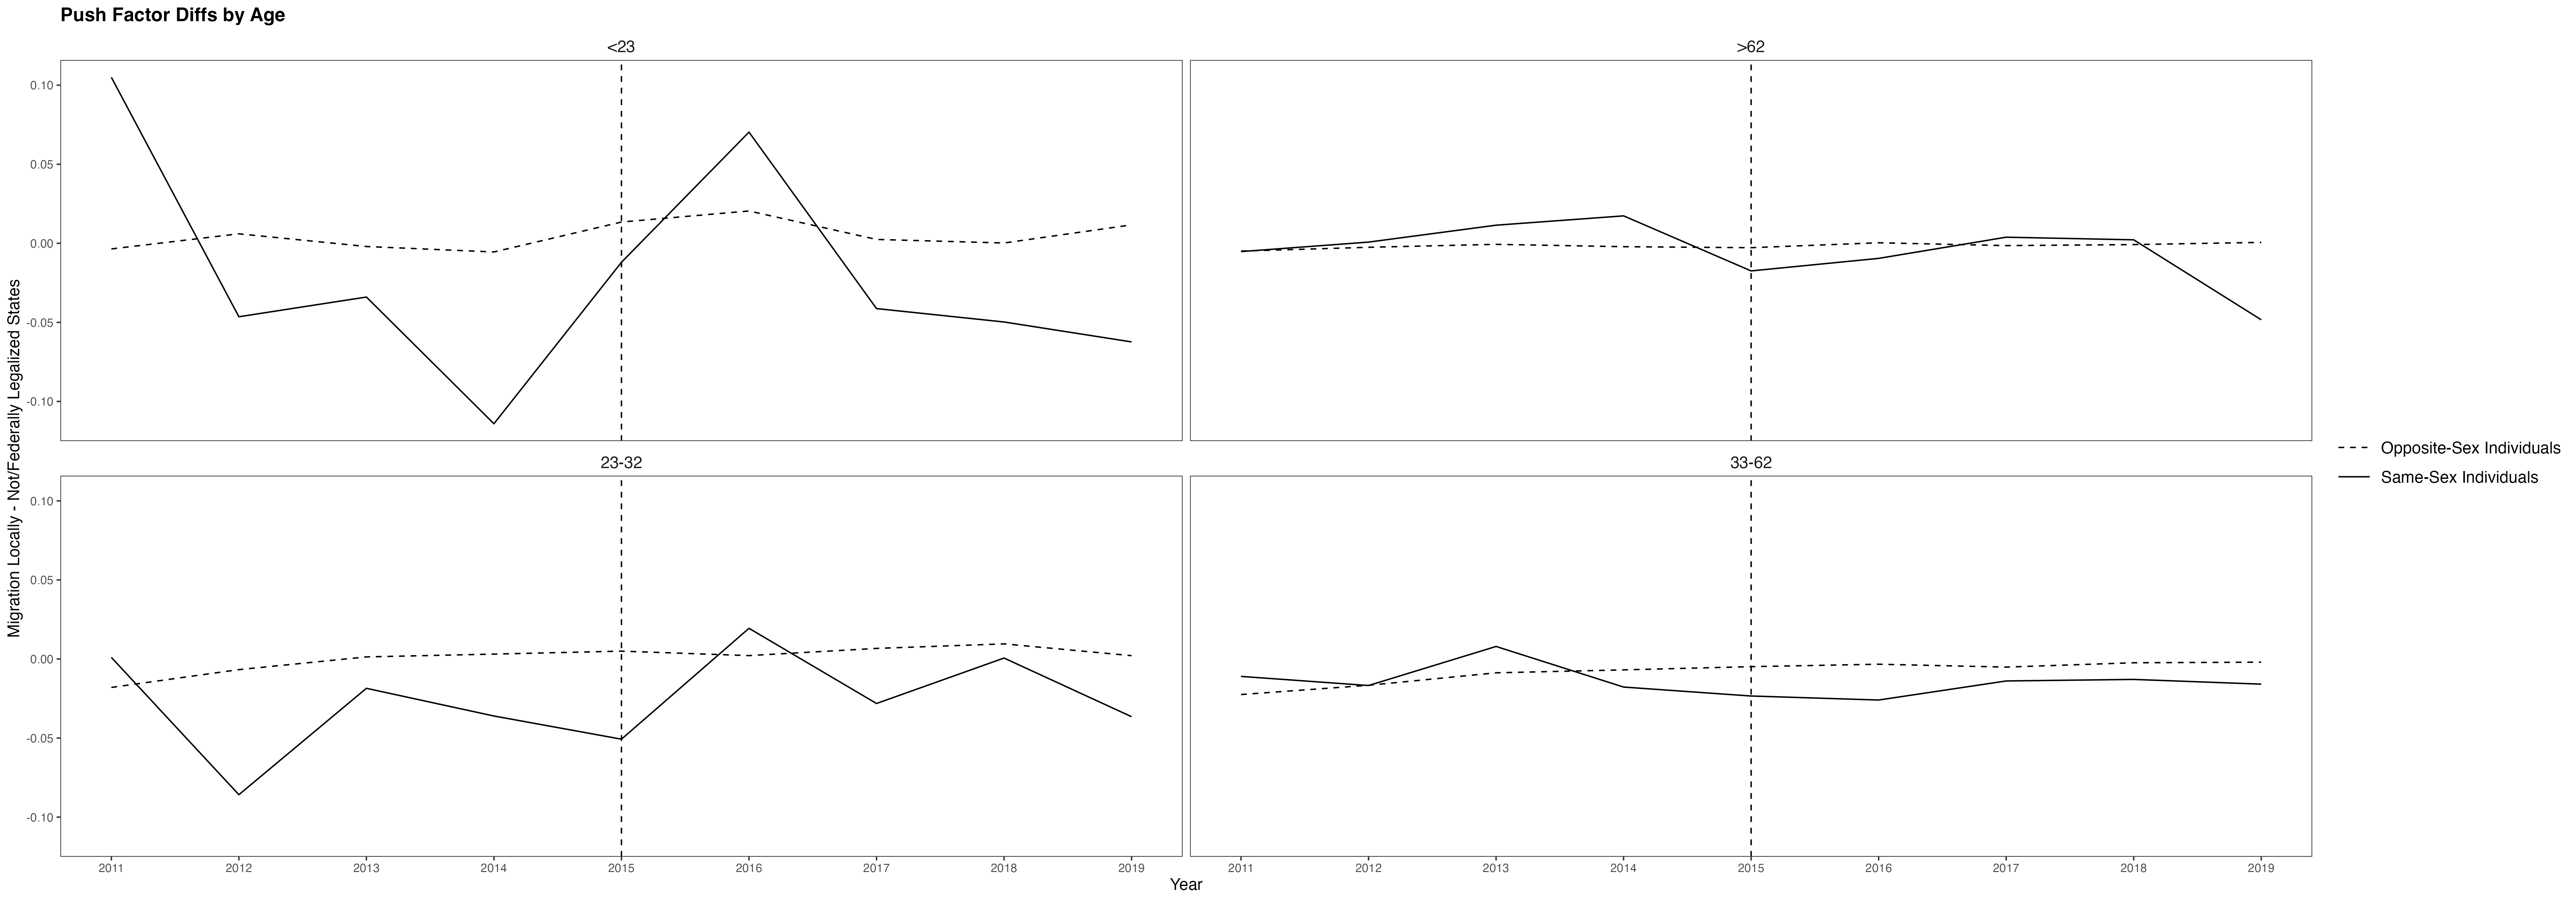 Push Factor Diffs by Age
<23
>62
0.10
0.05
0.00
-0.05
-0.10
23-32
33-62
0.10
0.05
0.00
-0.05
-0.10
2011 2012 2013 2014 2015 2016 2017 2018 2019
2011 2012 2013 2014 2015 2016 2017 2018 2019
Year
Migration Locally - Not/Federally Legalized States
Opposite-Sex Individuals
Same-Sex Individuals